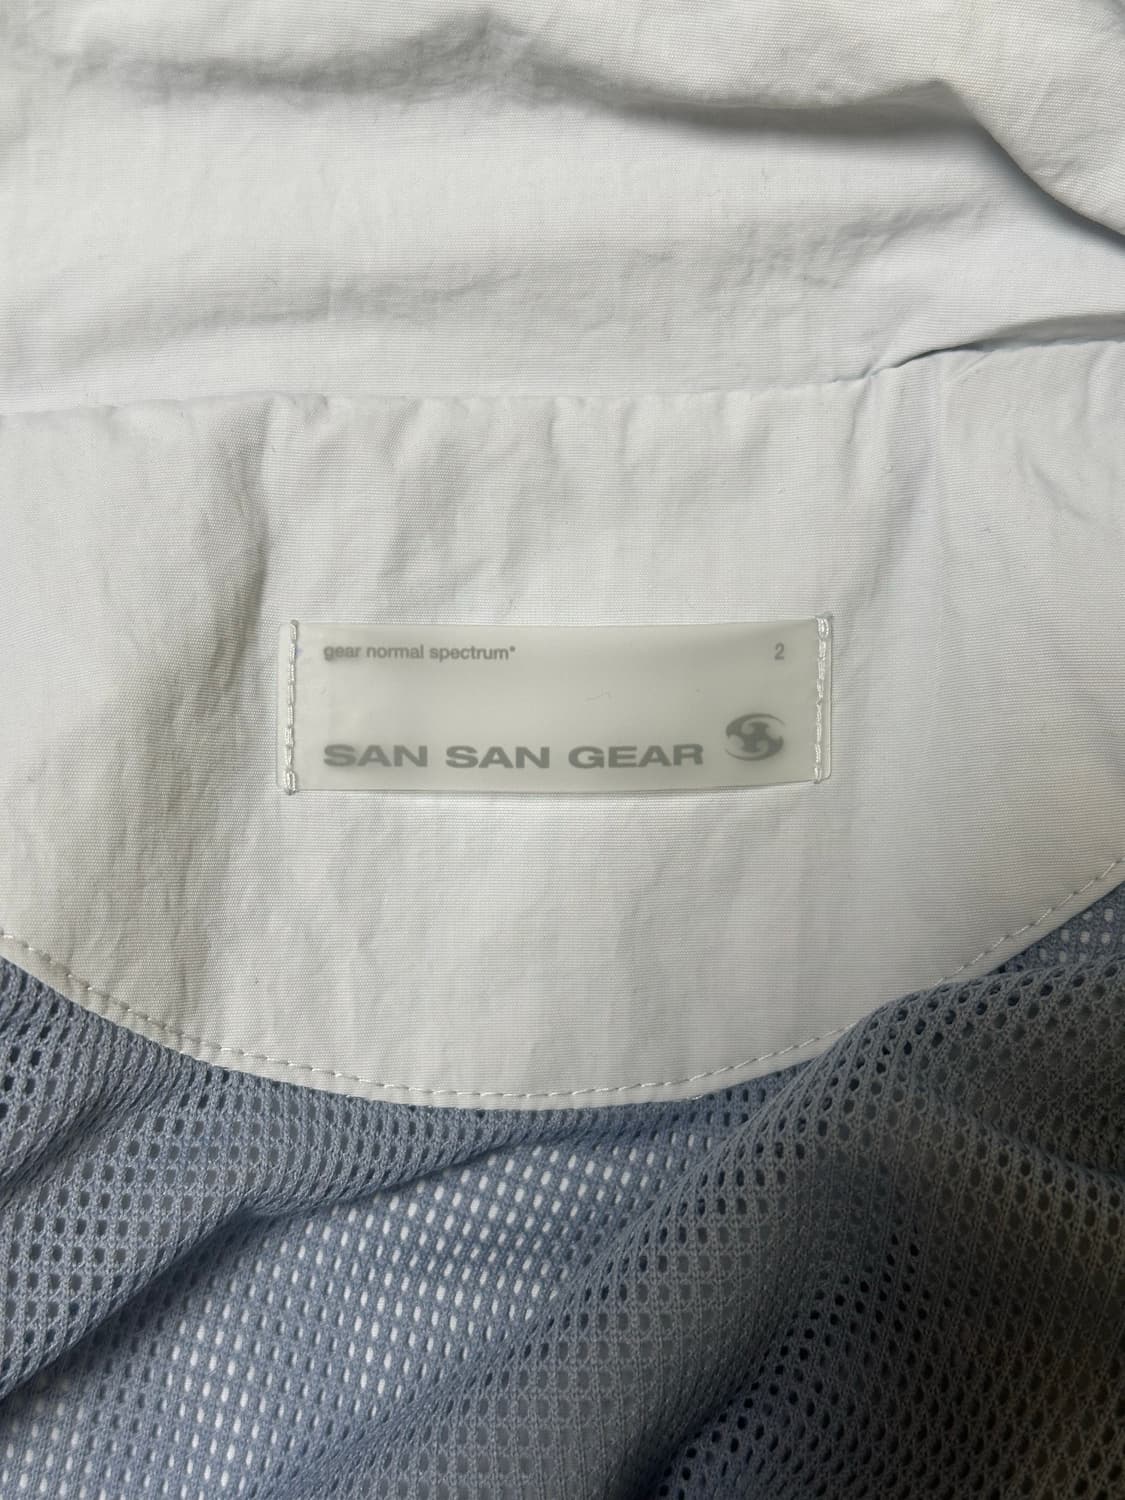 gear normal spectrum*
2
SAN SAN GEAR